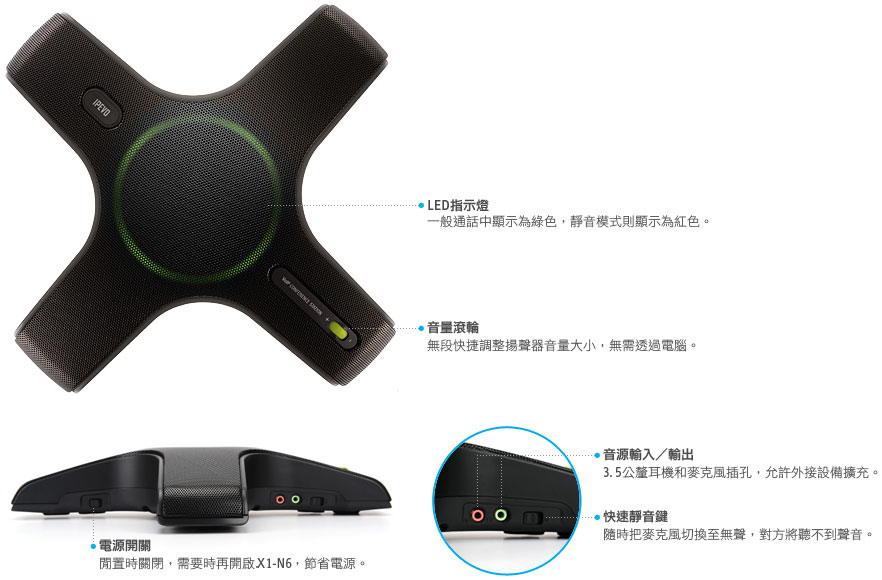 IPEVO
LED指示燈
一般通話中顯示為綠色，靜音模式則顯示為紅色。
VoIP CONFERENCE STATION
+
音量滾輪
無段快捷調整揚聲器音量大小，無需透過電腦。
音源輸入／輸出
3.5公釐耳機和麥克風插孔，允許外接設備擴充。
快速靜音鍵
隨時把麥克風切換至無聲，對方將聽不到聲音。
電源開關
閒置時關閉，需要時再開啟X1-N6，節省電源。